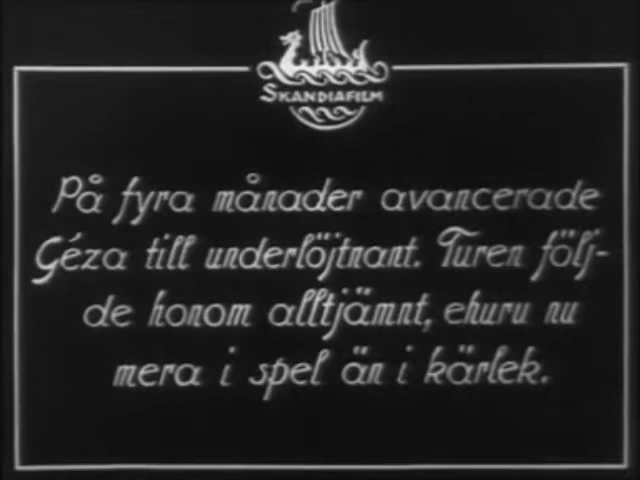 SKANDIAFILM
På fyra månader avancerade
Géza till underlöjtnant. Turen följ-
de honom alltjämnt, ehuru nu
mera i spel än i kärlek.